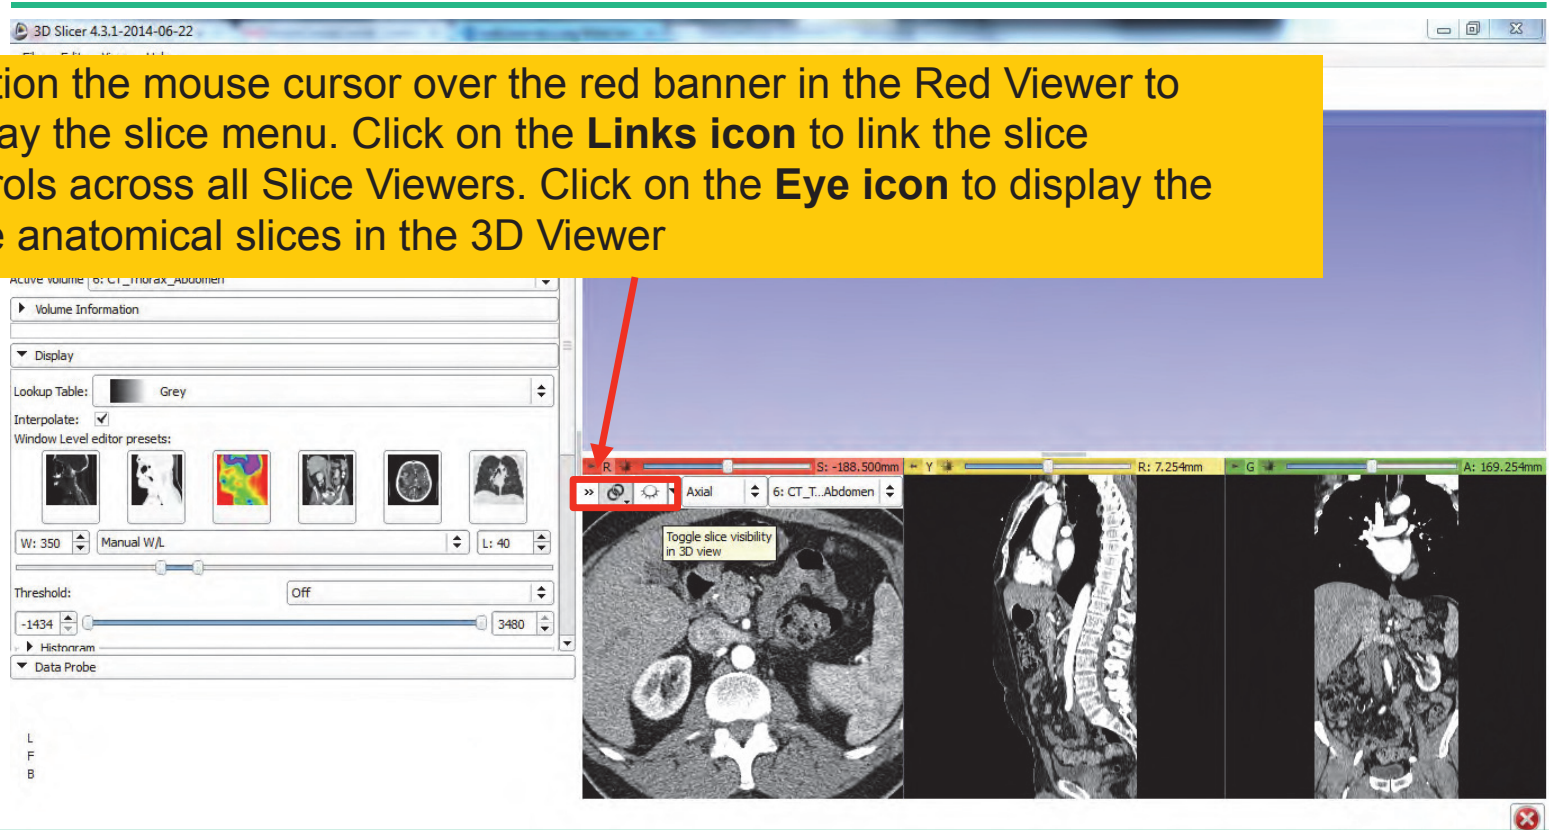 3D Slicer 4.3.1-2014-06-22
tion the mouse cursor over the red banner in the Red Viewer to
ay the slice menu. Click on the Links icon to link the slice
rols across all Slice Viewers. Click on the Eye icon to display the
e anatomical slices in the 3D Viewer
Active Volume 6: CT_Thorax_Abdomen
Volume Information
Display
Lookup Table: Grey
Interpolate:
Window Level editor presets:
W: 350 Manual W/L L: 40
Threshold: Off
-1434 3480
Histogram
Data Probe
L
F
B
R S: -188.500mm Y R: 7.254mm G A: 169.254mm
» Axial 6: CT_T...Abdomen
Toggle slice visibility
in 3D view